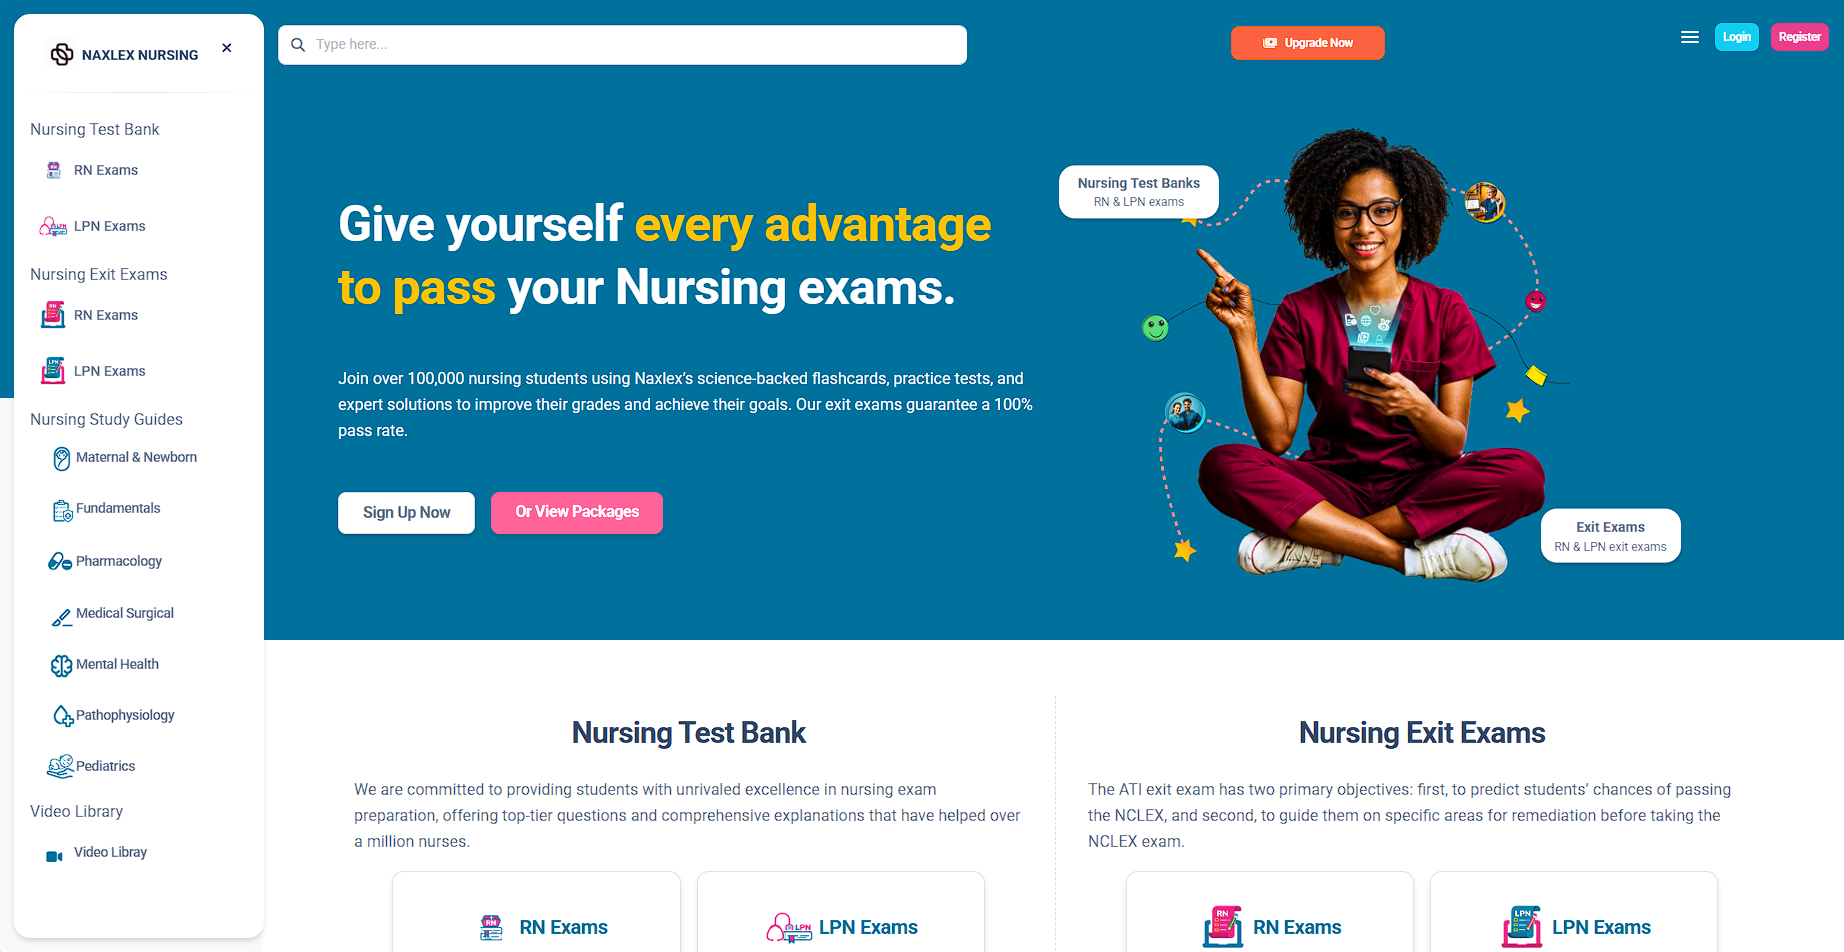 NAXLEX NURSING
Nursing Test Bank
RN Exams
LPN Exams
Nursing Exit Exams
RN Exams
LPN Exams
Nursing Study Guides
Maternal & Newborn
Fundamentals
Pharmacology
Medical Surgical
Mental Health
Pathophysiology
Pediatrics
Video Library
Video Libray
Type here...
Upgrade Now
Login
Register
Give yourself every advantage
to pass your Nursing exams.
Join over 100,000 nursing students using Naxlex's science-backed flashcards, practice tests, and
expert solutions to improve their grades and achieve their goals. Our exit exams guarantee a 100%
pass rate.
Sign Up Now
Or View Packages
Nursing Test Banks
RN & LPN exams
Exit Exams
RN & LPN exit exams
Nursing Test Bank
We are committed to providing students with unrivaled excellence in nursing exam
preparation, offering top-tier questions and comprehensive explanations that have helped over
a million nurses.
RN
RN Exams
LPN
LPN Exams
Nursing Exit Exams
The ATI exit exam has two primary objectives: first, to predict students' chances of passing
the NCLEX, and second, to guide them on specific areas for remediation before taking the
NCLEX exam.
RN
RN Exams
LPN
LPN Exams